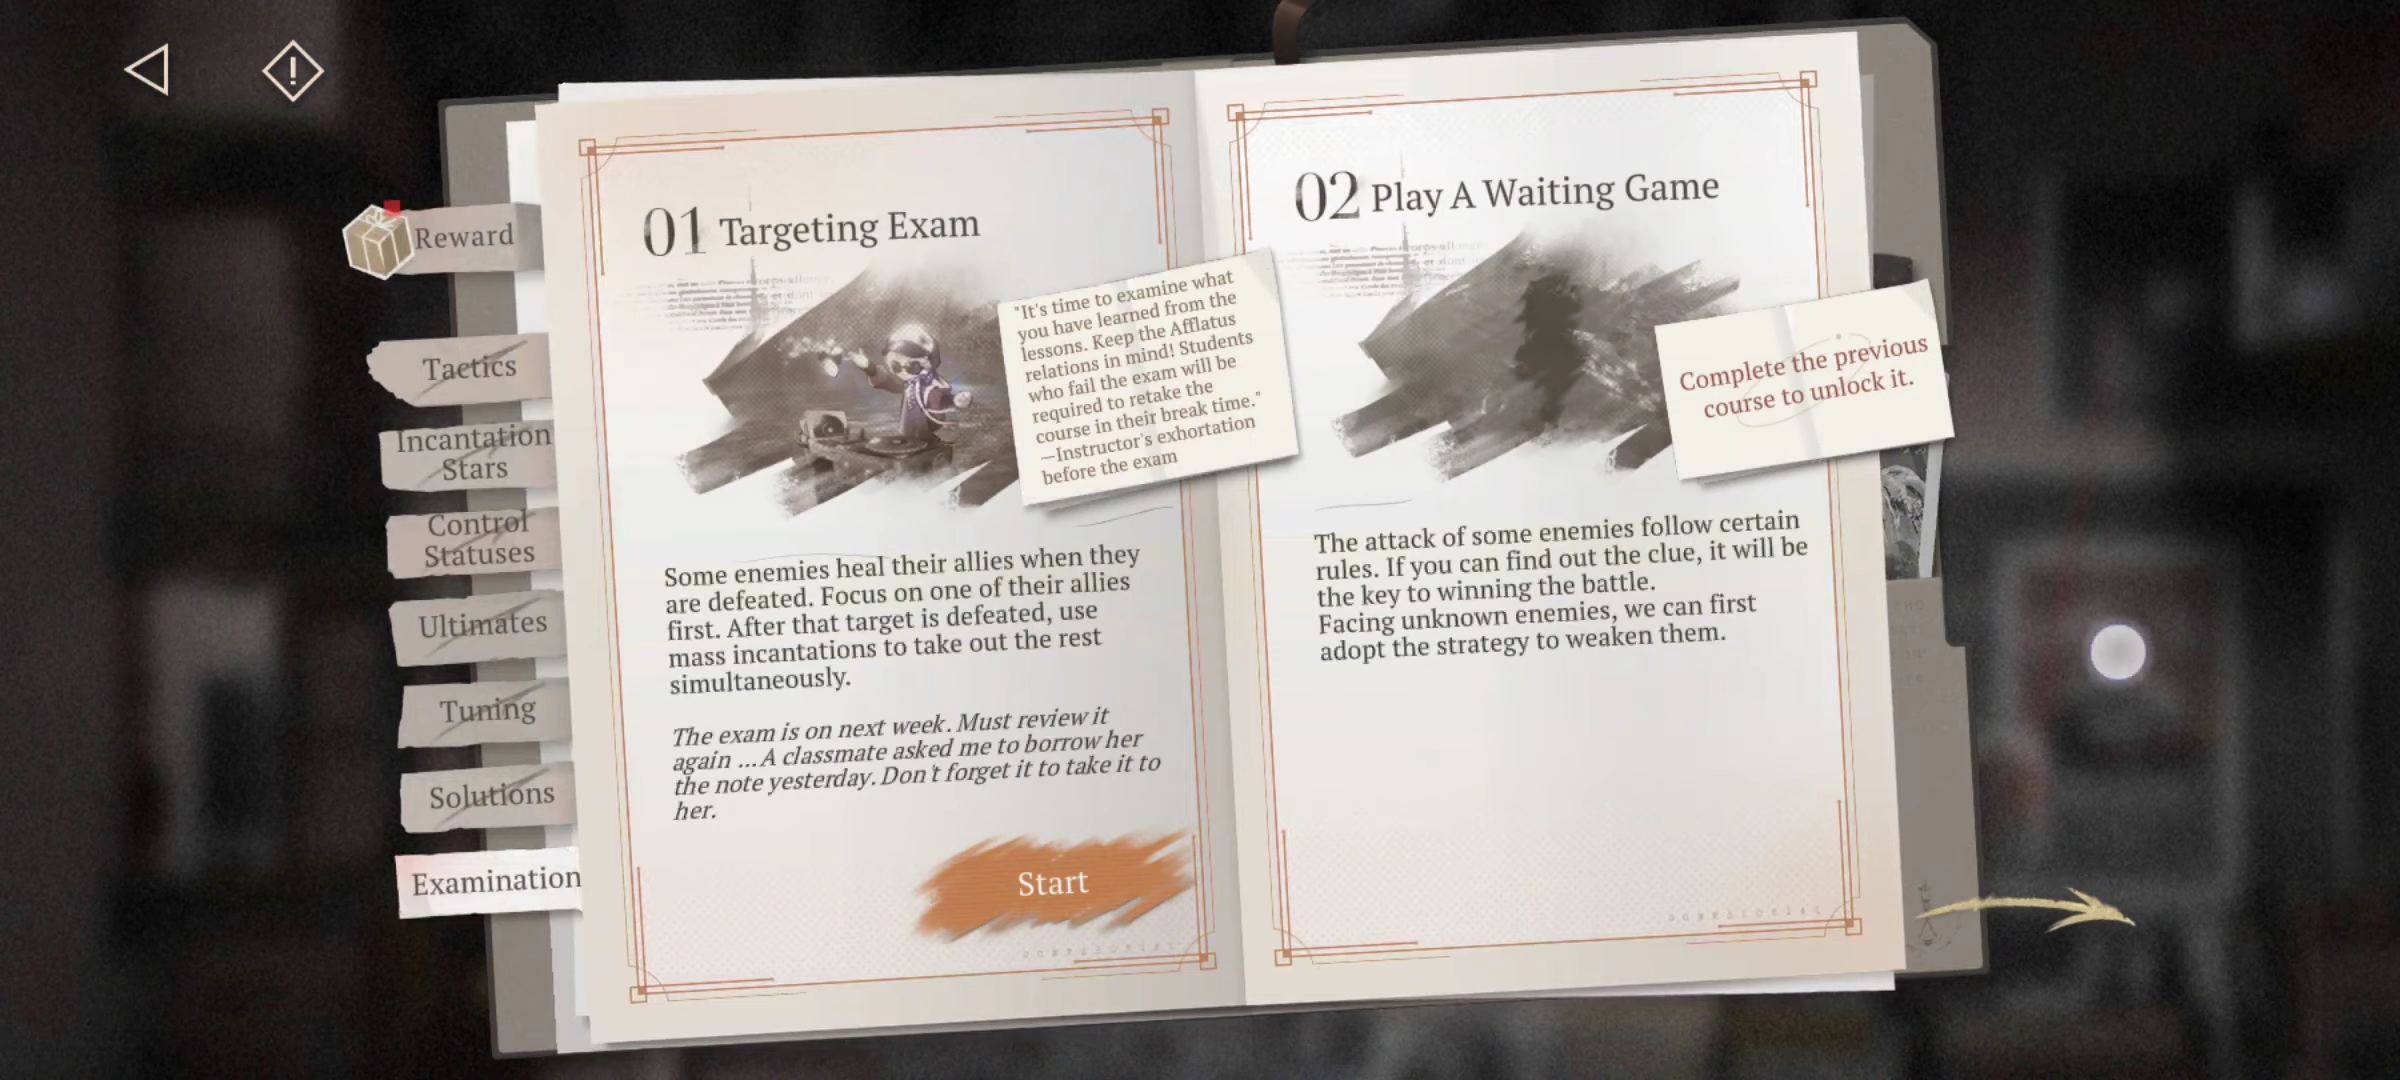 Reward
Tactics
Incantation
Stars
Control
Statuses
Ultimates
Tuning
Solutions
Examination
01 Targeting Exam
"It's time to examine what
you have learned from the
lessons. Keep the Afflatus
relations in mind! Students
who fail the exam will be
required to retake the
course in their break time."
—Instructor's exhortation
before the exam
Some enemies heal their allies when they
are defeated. Focus on one of their allies
first. After that target is defeated, use
mass incantations to take out the rest
simultaneously.
The exam is on next week. Must review it
again ... A classmate asked me to borrow her
the note yesterday. Don't forget it to take it to
her.
Start
02 Play A Waiting Game
Complete the previous
course to unlock it.
The attack of some enemies follow certain
rules. If you can find out the clue, it will be
the key to winning the battle.
Facing unknown enemies, we can first
adopt the strategy to weaken them.